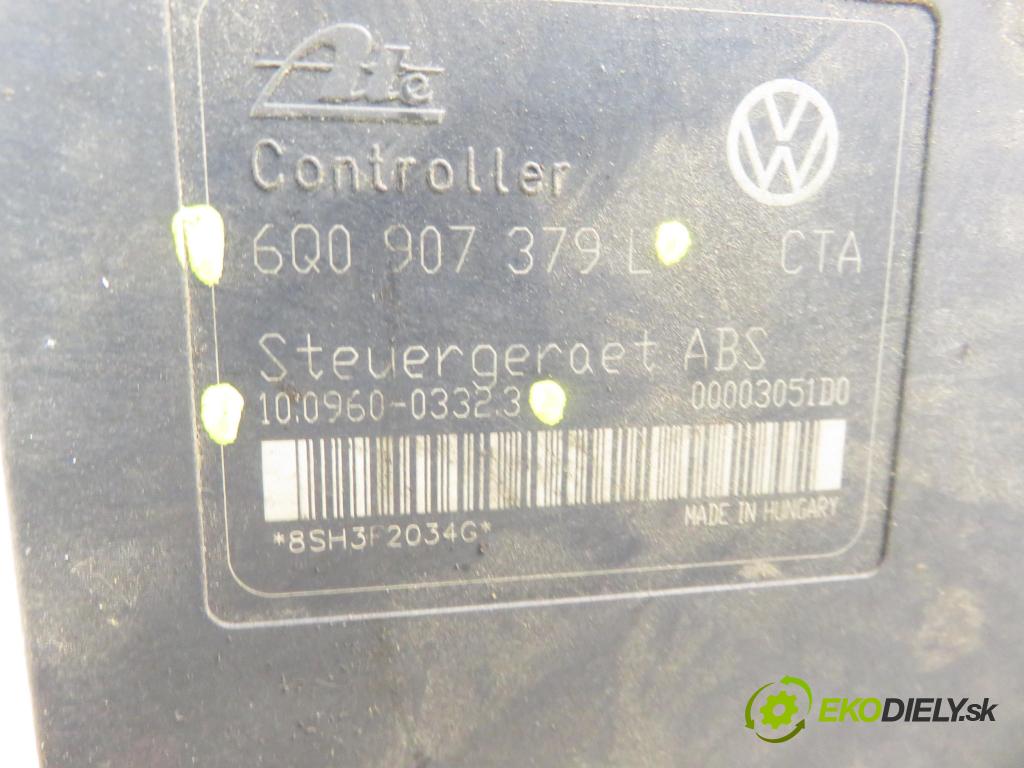 Ate
Controller
6Q0 907 379 L CTA
Steuergeraet ABS
10.0960-0332.3 00003051D0
MADE IN HUNGARY
*8SH3F2034G*
EKODIELY.sk